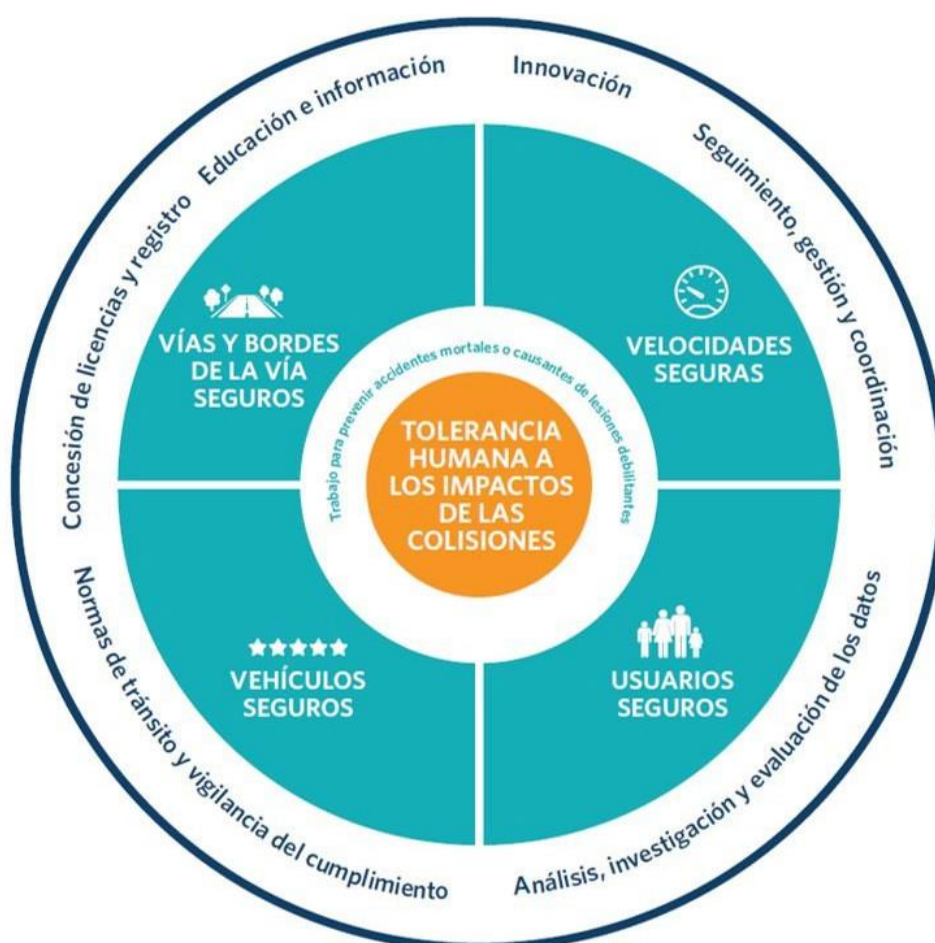 Educación e información
Innovación
Seguimiento, gestión y coordinación
Concesión de licencias y registro
VÍAS Y BORDES
DE LA VÍA
SEGUROS
VELOCIDADES
SEGURAS
Trabajo para prevenir accidentes mortales o causantes de lesiones debilitantes
TOLERANCIA
HUMANA A
LOS IMPACTOS
DE LAS
COLISIONES
VEHÍCULOS
SEGUROS
USUARIOS
SEGUROS
Normas de tránsito y vigilancia del cumplimiento
Análisis, investigación y evaluación de los datos